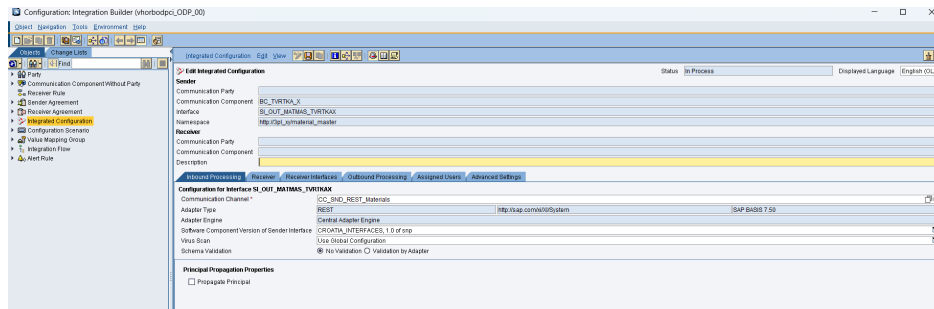 Configuration: Integration Builder (vhorbodpci_ODP_00)
Object Navigation Tools Environment Help
Objects Change Lists
Find
Party
Communication Component Without Party
Receiver Rule
Sender Agreement
Receiver Agreement
Integrated Configuration
Configuration Scenario
Value Mapping Group
Integration Flow
Alert Rule
Integrated Configuration Edit View
Edit Integrated Configuration Status In Process Displayed Language English (OL
Sender
Communication Party
Communication Component BC_TVRTKA_X
Interface SI_OUT_MATMAS_TVRTKAX
Namespace http://3pl_sy/material_master
Receiver
Communication Party
Communication Component
Description
Inbound Processing Receiver Receiver Interfaces Outbound Processing Assigned Users Advanced Settings
Configuration for Interface SI_OUT_MATMAS_TVRTKAX
Communication Channel * CC_SND_REST_Materials
Adapter Type REST http://sap.com/xi/XI/System SAP BASIS 7.50
Adapter Engine Central Adapter Engine
Software Component Version of Sender Interface CROATIA_INTERFACES, 1.0 of snp
Virus Scan Use Global Configuration
Schema Validation No Validation Validation by Adapter
Principal Propagation Properties
Propagate Principal